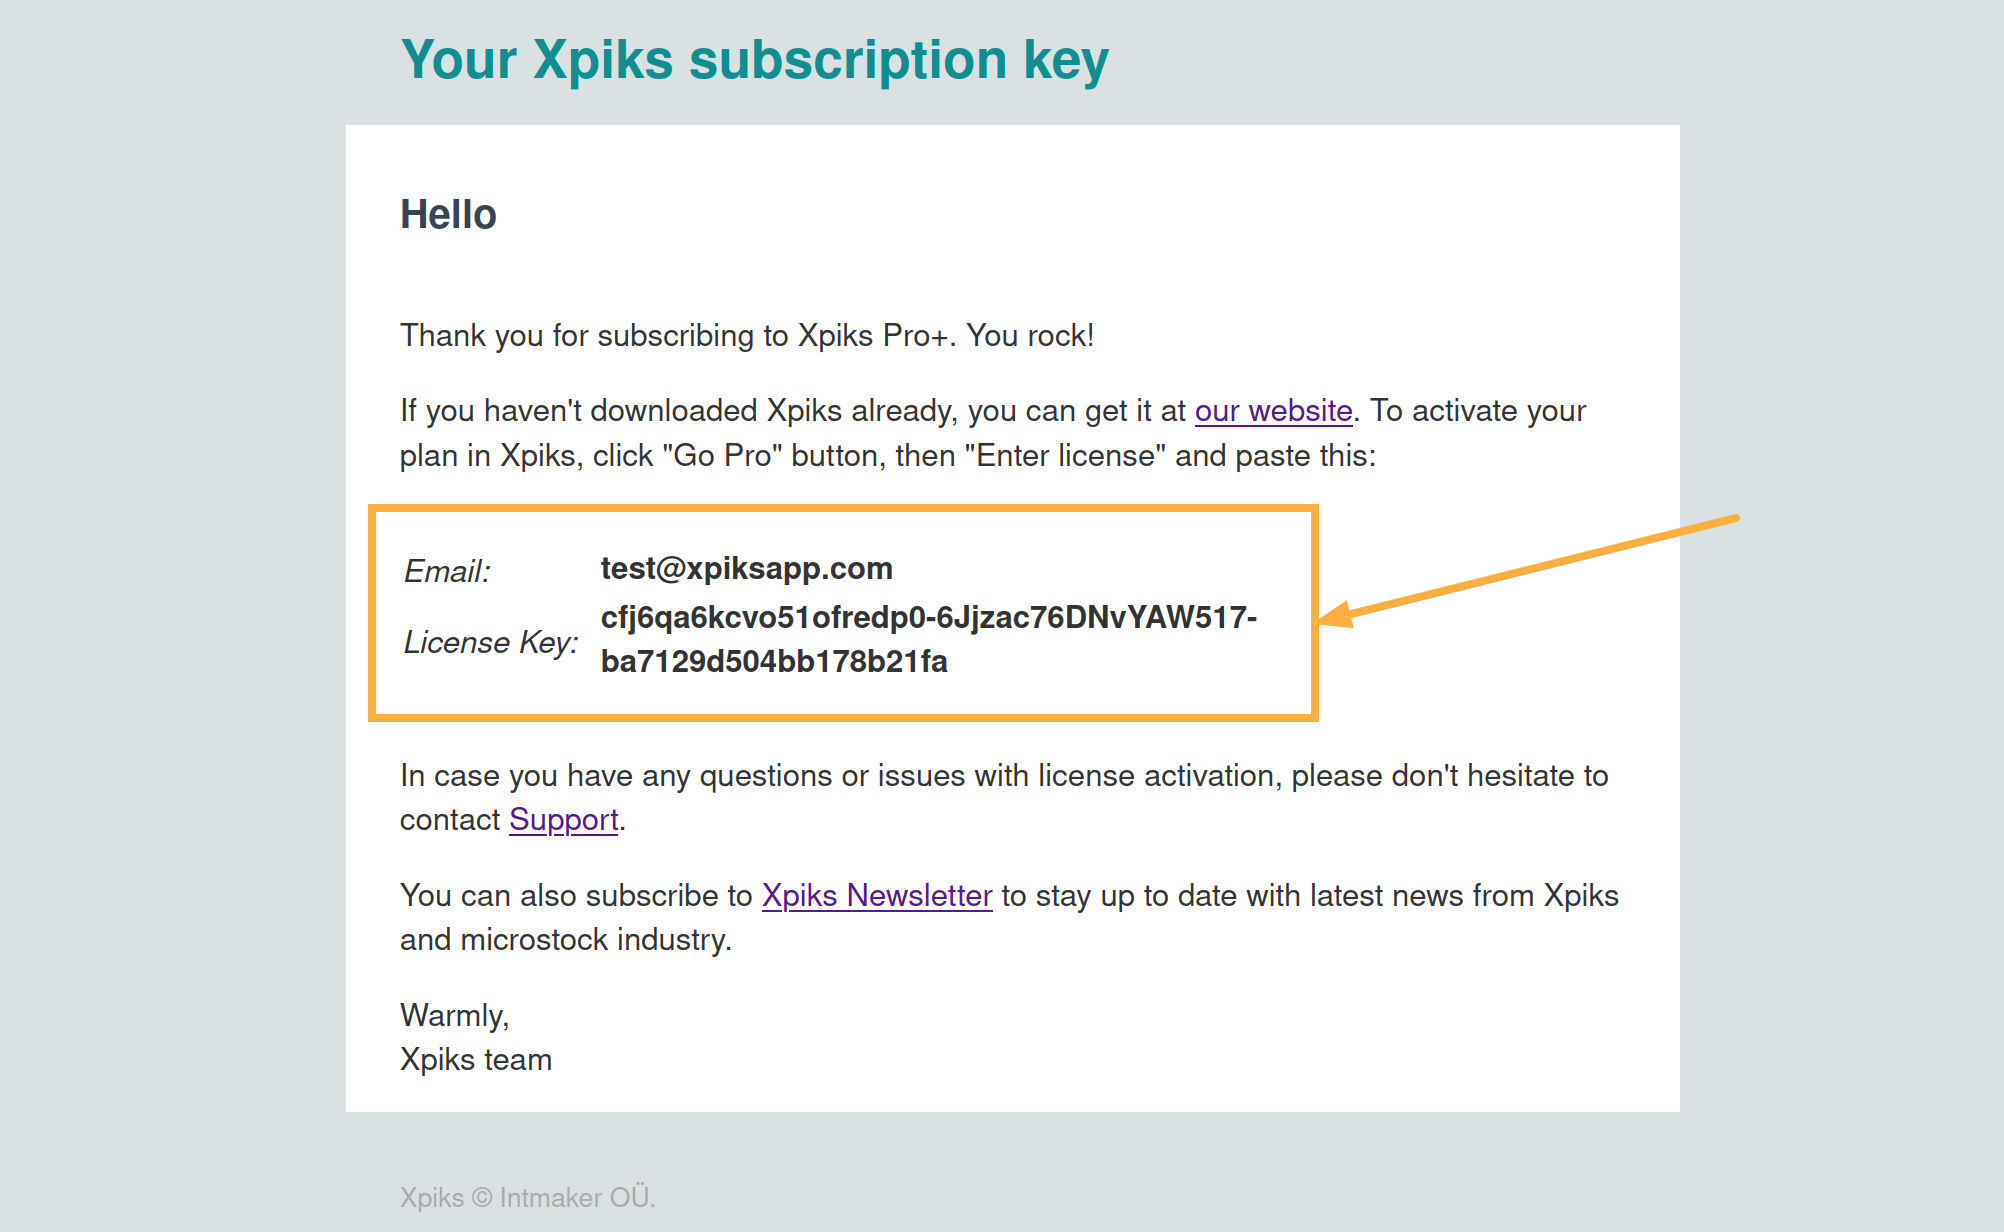 Your Xpiks subscription key
Hello
Thank you for subscribing to Xpiks Pro+. You rock!
If you haven't downloaded Xpiks already, you can get it at our website. To activate your
plan in Xpiks, click "Go Pro" button, then "Enter license" and paste this:
Email: test@xpiksapp.com
License Key: cfj6qa6kcvo51ofredp0-6Jjzac76DNvYAW517-
ba7129d504bb178b21fa
In case you have any questions or issues with license activation, please don't hesitate to
contact Support.
You can also subscribe to Xpiks Newsletter to stay up to date with latest news from Xpiks
and microstock industry.
Warmly,
Xpiks team
Xpiks © Intmaker OÜ.